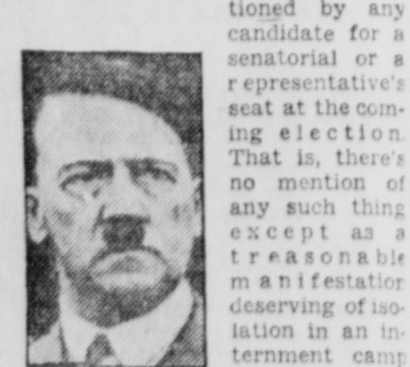 tioned by any
candidate for a
senatorial or a
representative's
seat at the com-
ing election.
That is, there's
no mention of
any such thing
except as a
treasonable
manifestation
deserving of iso-
lation in an in-
ternment camp